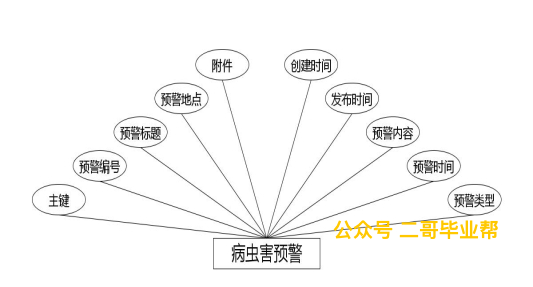 附件 创建时间
预警地点 发布时间
预警标题 预警内容
预警编号 预警时间
主键 预警类型
公众号 二哥毕业帮
病虫害预警